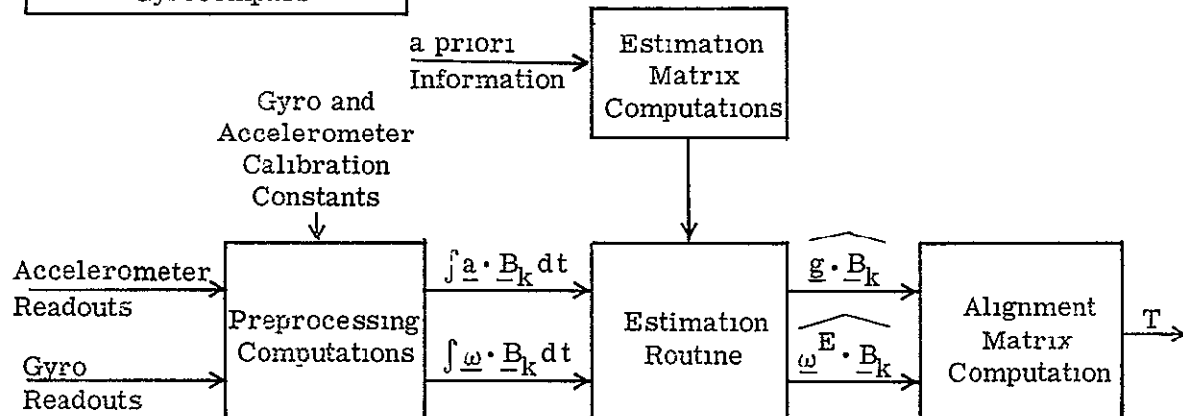 a priori
Information
Estimation
Matrix
Computations
Gyro and
Accelerometer
Calibration
Constants
Accelerometer
Readouts
Gyro
Readouts
Preprocessing
Computations
∫ a · B_k dt
∫ ω · B_k dt
Estimation
Routine
g · B_k
ω^E · B_k
Alignment
Matrix
Computation
T